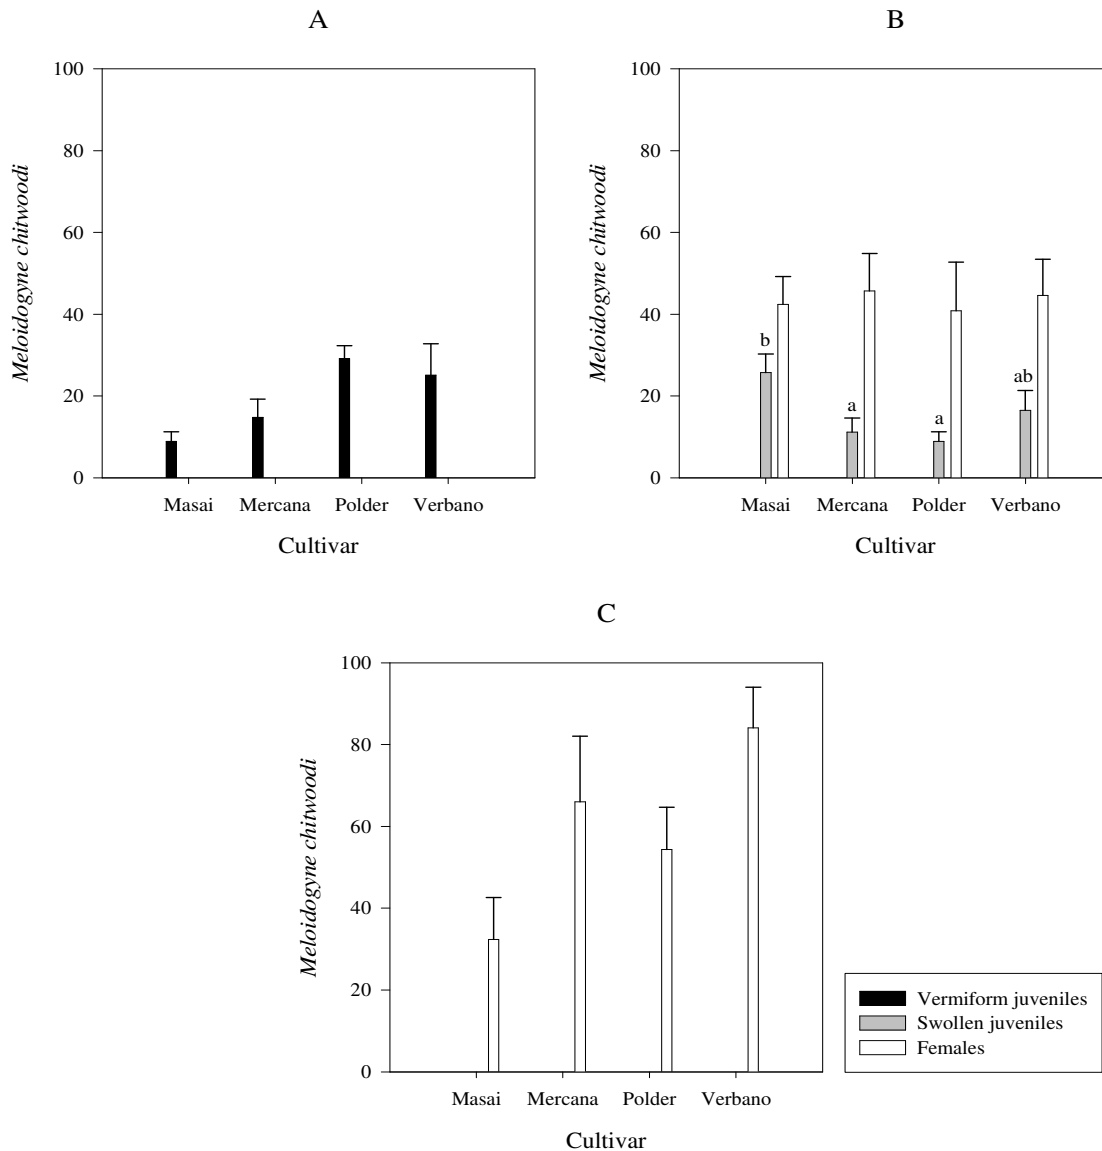 A
100
80
60
40
20
0
Meloidogyne chitwoodi
Masai Mercana Polder Verbano
Cultivar
B
100
80
60
40
20
0
Meloidogyne chitwoodi
b
a
a
ab
Masai Mercana Polder Verbano
Cultivar
C
100
80
60
40
20
0
Meloidogyne chitwoodi
Masai Mercana Polder Verbano
Cultivar
Vermiform juveniles
Swollen juveniles
Females